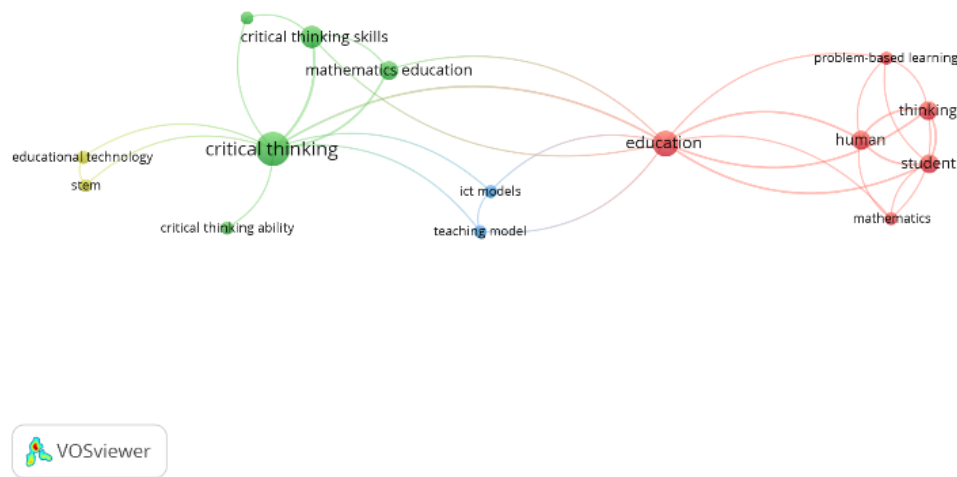 critical thinking skills
problem-based learning
mathematics education
thinking
education
human
critical thinking
educational technology
student
stem
ict models
mathematics
critical thinking ability
teaching model
VOSviewer